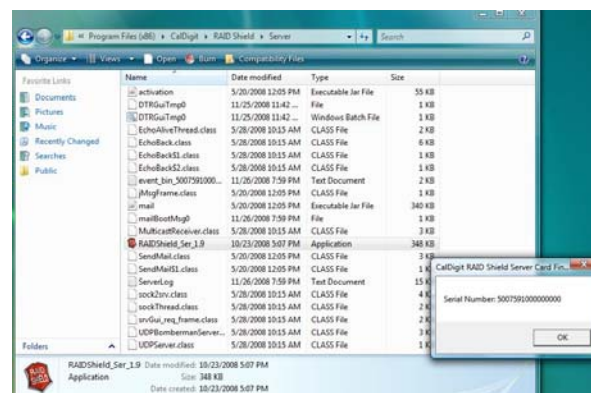 « Program Files (x86) ▸ CalDigit ▸ RAID Shield ▸ Server
Search
Organize Views Open Burn Compatibility Files
Favorite Links
Documents
Pictures
Music
Recently Changed
Searches
Public
Folders
Name Date modified Type Size
activation 5/20/2008 12:05 PM Executable Jar File 55 KB
DTRGuiTmp0 11/25/2008 11:42 ... File 1 KB
DTRGuiTmp0 11/25/2008 11:42 ... Windows Batch File 1 KB
EchoAliveThread.class 5/28/2008 10:15 AM CLASS File 2 KB
EchoBack.class 5/28/2008 10:15 AM CLASS File 6 KB
EchoBack$1.class 5/28/2008 10:15 AM CLASS File 1 KB
EchoBack$2.class 5/28/2008 10:15 AM CLASS File 1 KB
event_bin_5007591000... 11/26/2008 7:59 PM Text Document 2 KB
jMsgFrame.class 5/20/2008 12:05 PM CLASS File 1 KB
mail 5/20/2008 12:05 PM Executable Jar File 340 KB
mailBootMsg0 11/26/2008 7:59 PM File 1 KB
MulticastReceiver.class 5/28/2008 10:15 AM CLASS File 3 KB
RAIDShield_Ser_1.9 10/23/2008 5:07 PM Application 348 KB
SendMail.class 5/20/2008 12:05 PM CLASS File 3 KB
SendMail$1.class 5/20/2008 12:05 PM CLASS File 1
ServerLog 11/26/2008 7:59 PM Text Document 15
sock2srv.class 5/28/2008 10:15 AM CLASS File 4
sockThread.class 5/28/2008 10:15 AM CLASS File 2
srvGui_req_frame.class 5/28/2008 10:15 AM CLASS File 2
UDPBombermanServer... 5/28/2008 10:15 AM CLASS File 3
UDPServer.class 5/28/2008 10:15 AM CLASS File 1
CalDigit RAID Shield Server Card Fin...
Serial Number: 5007591000000000
OK
RAIDShield_Ser_1.9 Date modified: 10/23/2008 5:07 PM
Application Size: 348 KB
Date created: 10/23/2008 5:07 PM